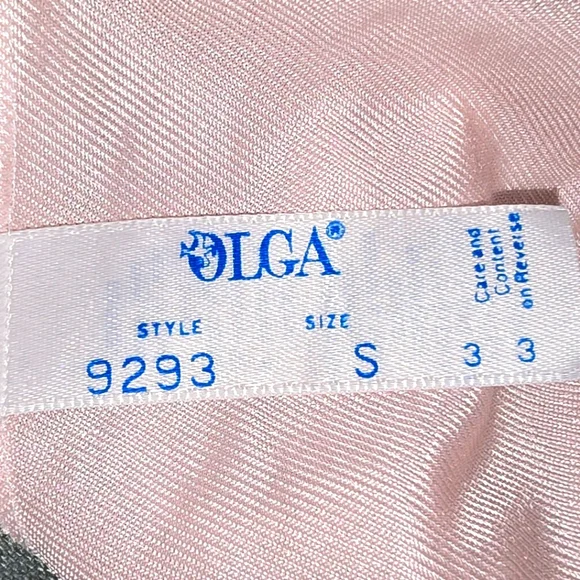 OLGA®
STYLE SIZE
9293 S 3 3
Care and
Content
on Reverse